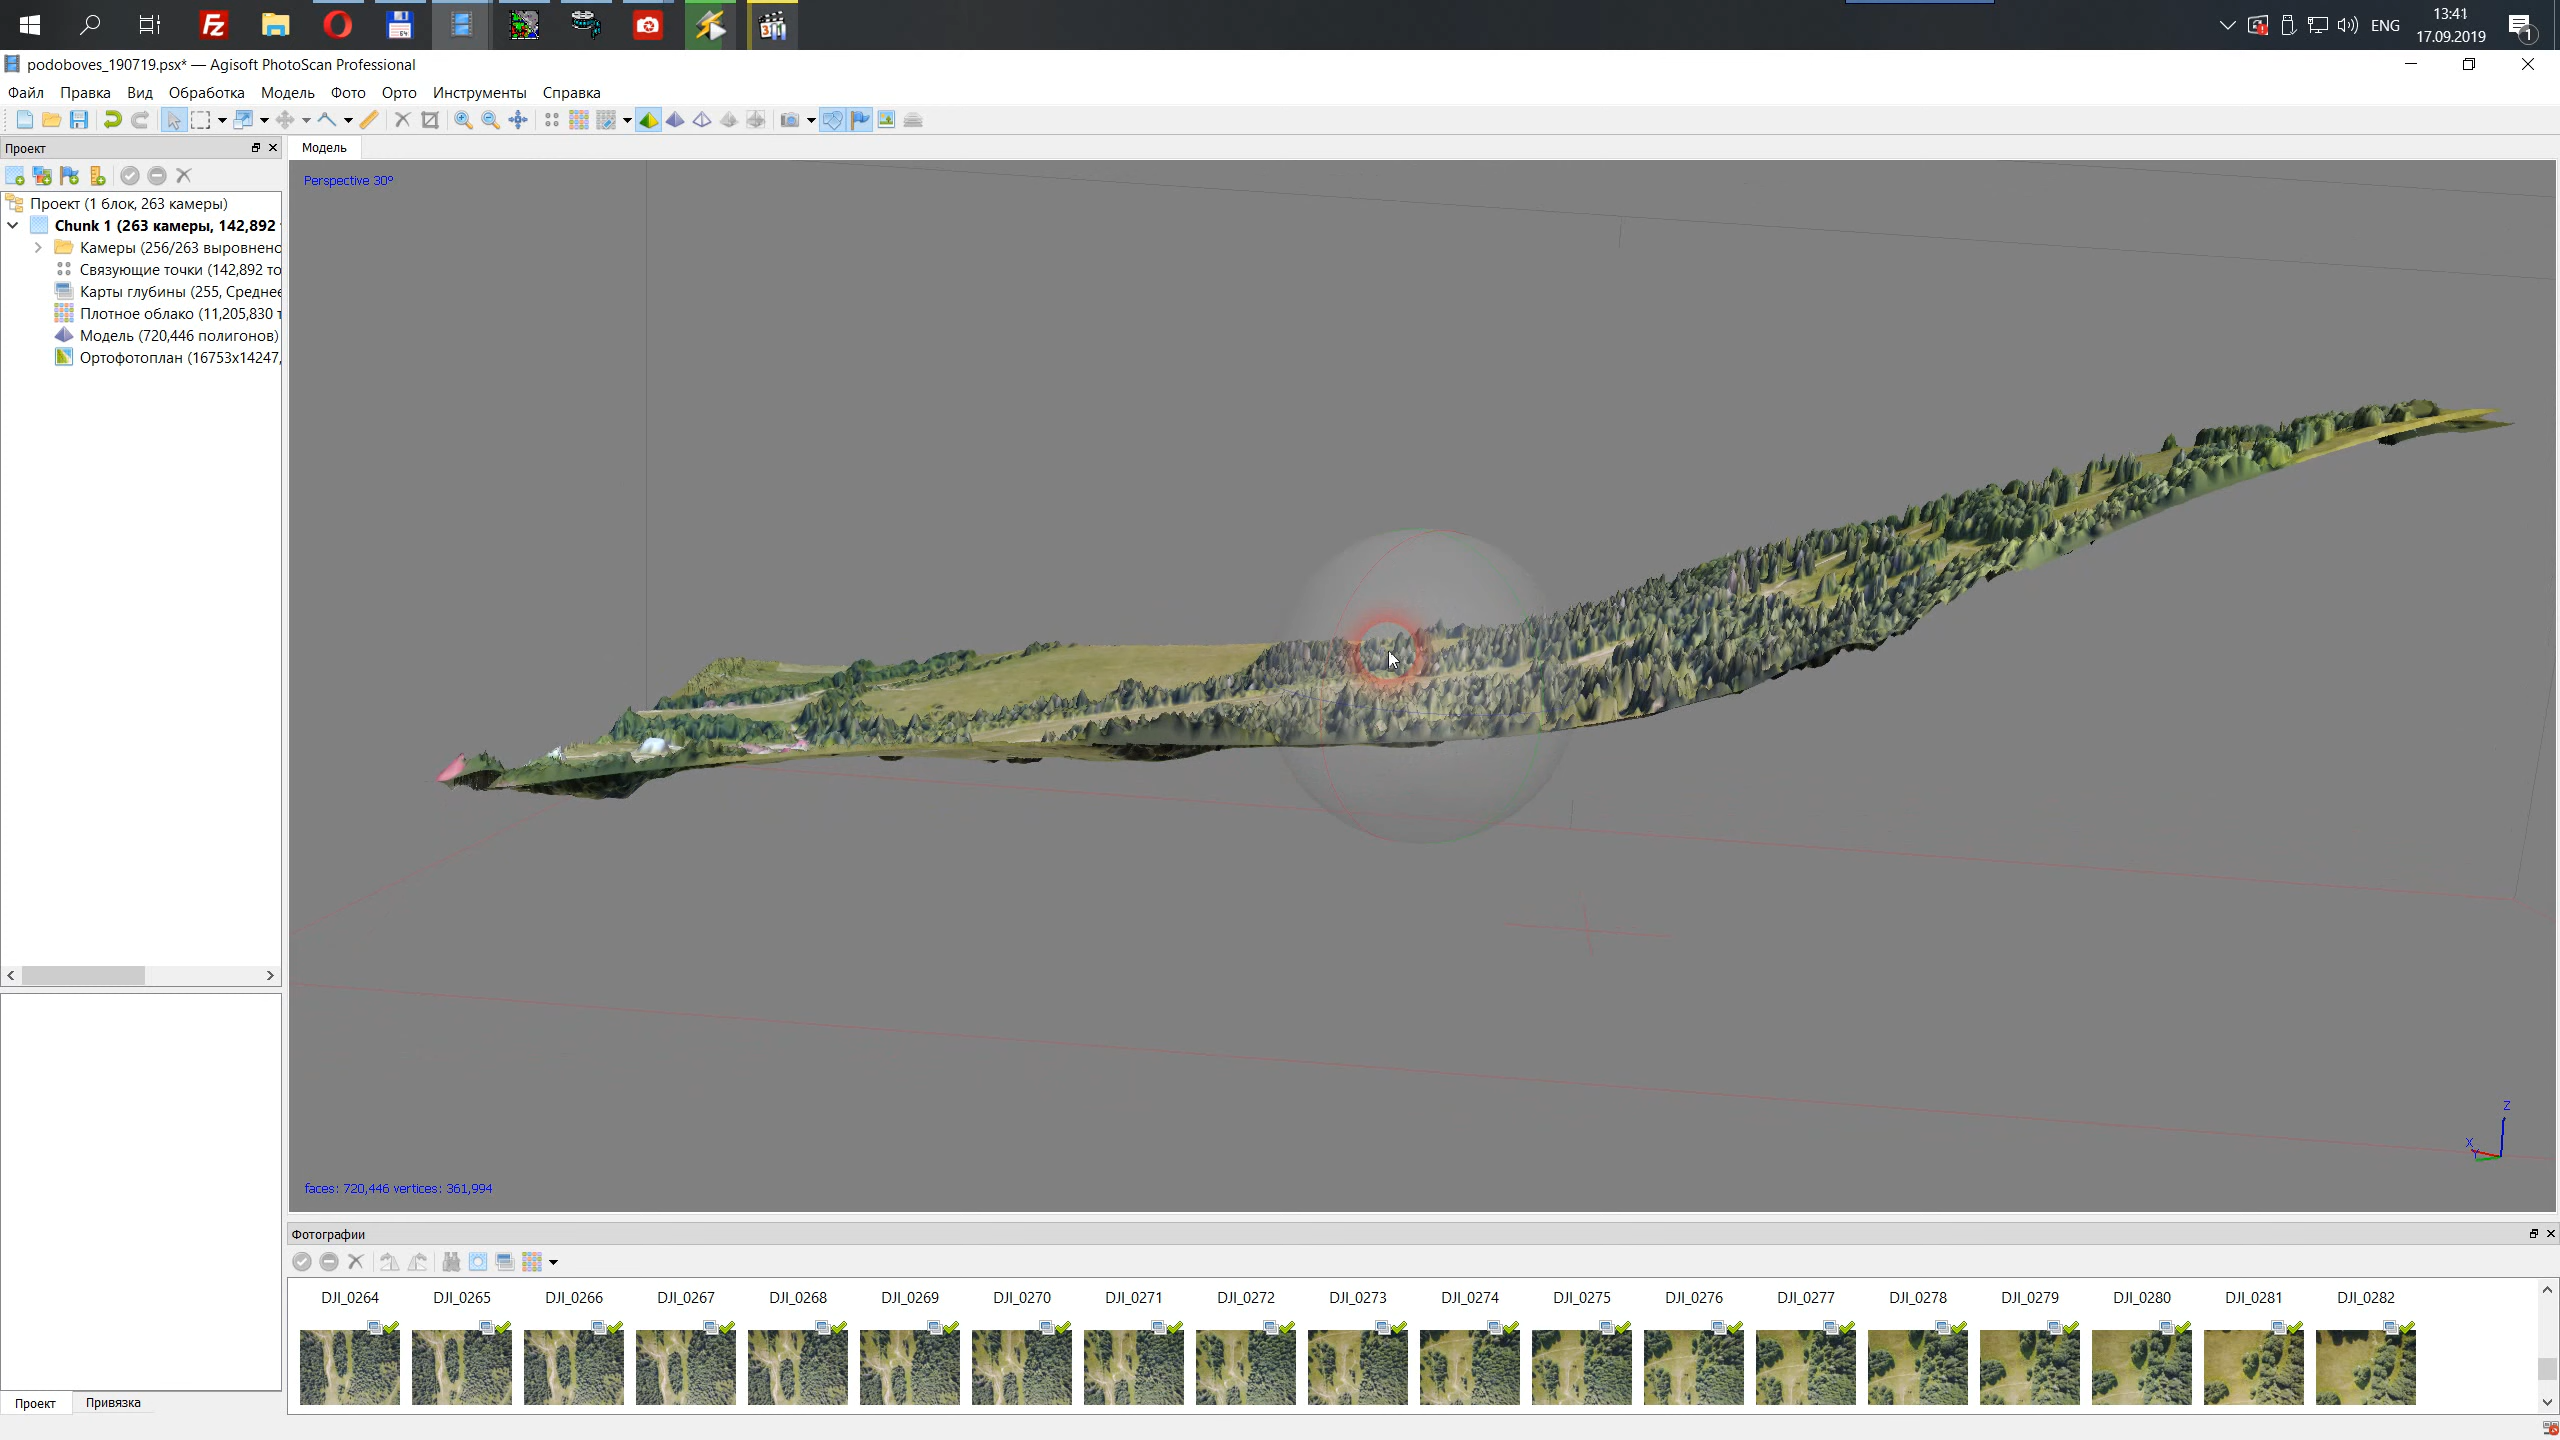 ENG
13:41
17.09.2019
1
podoboves_190719.psx* — Agisoft PhotoScan Professional
Файл Правка Вид Обработка Модель Фото Орто Инструменты Справка
Проект
Модель
Perspective 30°
Проект (1 блок, 263 камеры)
Chunk 1 (263 камеры, 142,892
Камеры (256/263 выровнено
Связующие точки (142,892 то
Карты глубины (255, Среднее
Плотное облако (11,205,830 т
Модель (720,446 полигонов)
Ортофотоплан (16753x14247,
Z
X
Y
faces: 720,446 vertices: 361,994
Фотографии
DJI_0264 DJI_0265 DJI_0266 DJI_0267 DJI_0268 DJI_0269 DJI_0270 DJI_0271 DJI_0272 DJI_0273 DJI_0274 DJI_0275 DJI_0276 DJI_0277 DJI_0278 DJI_0279 DJI_0280 DJI_0281 DJI_0282
Проект Привязка